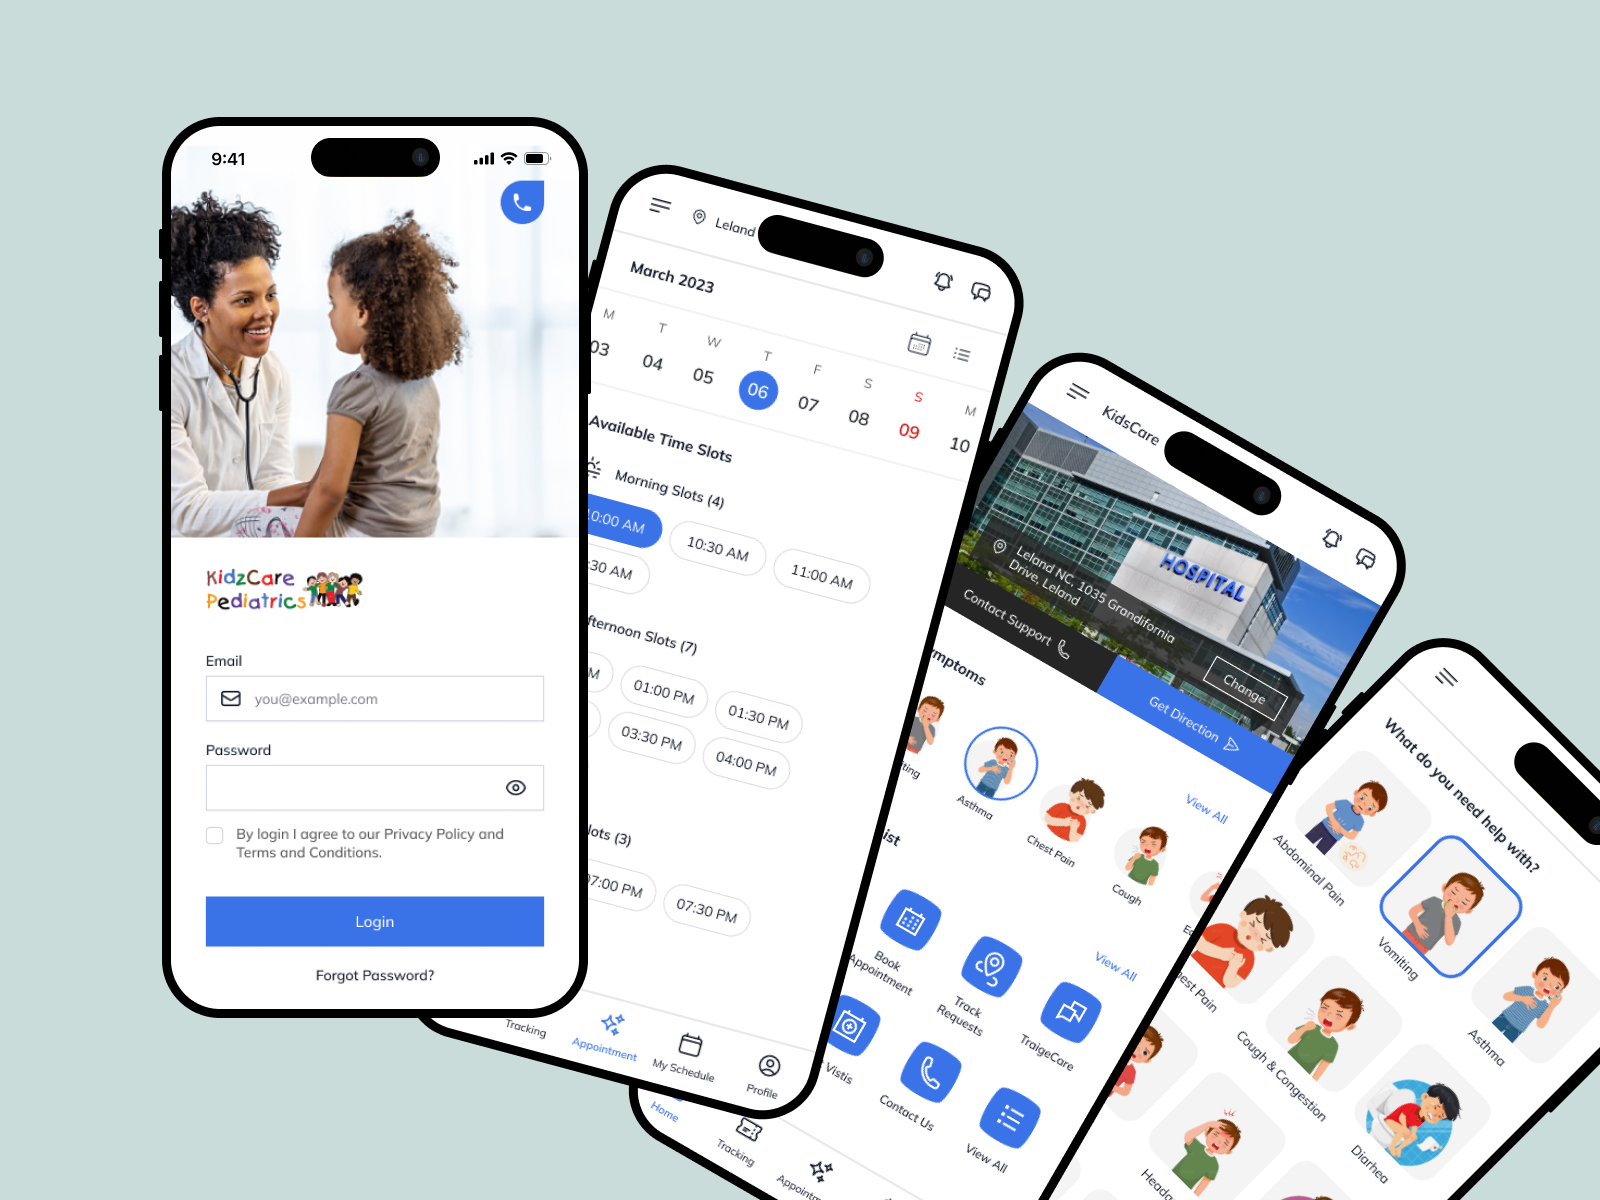 9:41
KidzCare
Pediatrics
Email
you@example.com
Password
By login I agree to our Privacy Policy and
Terms and Conditions.
Login
Forgot Password?
Leland
March 2023
M T W T F S S M
03 04 05 06 07 08 09 10
Available Time Slots
Morning Slots (4)
10:00 AM
10:30 AM
11:00 AM
:30 AM
fternoon Slots (7)
M
01:00 PM
01:30 PM
03:30 PM
04:00 PM
lots (3)
07:00 PM
07:30 PM
Tracking
Appointment
My Schedule
Profile
KidsCare
HOSPITAL
Leland NC, 1035 Grandifornia
Drive, Leland
Change
Contact Support
Get Direction
ymptoms
View All
iting
Asthma
Chest Pain
Cough
Ec
ist
View All
Book
Appointment
Track
Requests
TraigeCare
Vistis
Contact Us
View All
Home
Tracking
Appointm
What do you need help with?
Abdominal Pain
Vomiting
Asthma
hest Pain
Cough & Congestion
Diarhea
Heada